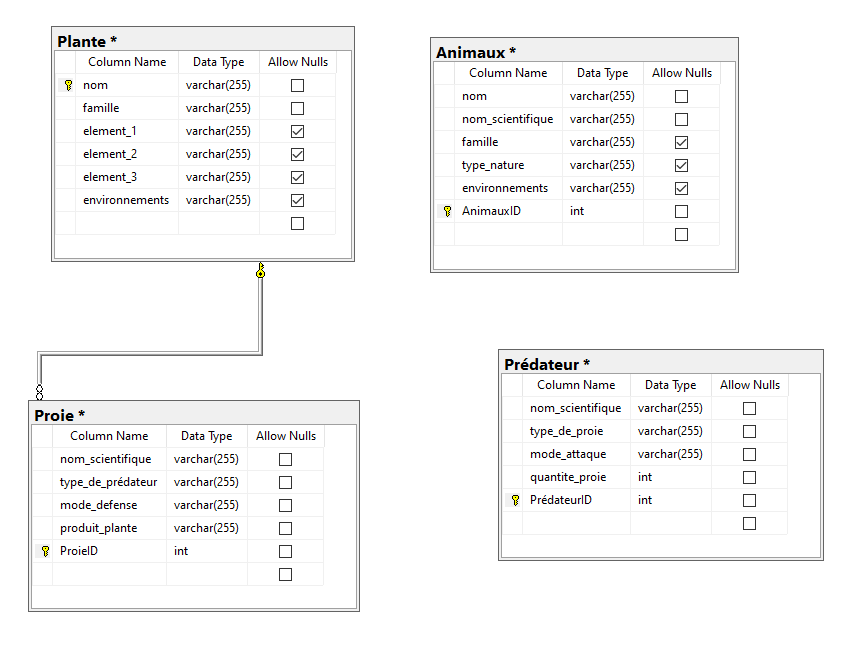 Plante *
Column Name Data Type Allow Nulls
nom varchar(255)
famille varchar(255)
element_1 varchar(255)
element_2 varchar(255)
element_3 varchar(255)
environnements varchar(255)
Animaux *
Column Name Data Type Allow Nulls
nom varchar(255)
nom_scientifique varchar(255)
famille varchar(255)
type_nature varchar(255)
environnements varchar(255)
AnimauxID int
Proie *
Column Name Data Type Allow Nulls
nom_scientifique varchar(255)
type_de_prédateur varchar(255)
mode_defense varchar(255)
produit_plante varchar(255)
ProieID int
Prédateur *
Column Name Data Type Allow Nulls
nom_scientifique varchar(255)
type_de_proie varchar(255)
mode_attaque varchar(255)
quantite_proie int
PrédateurID int